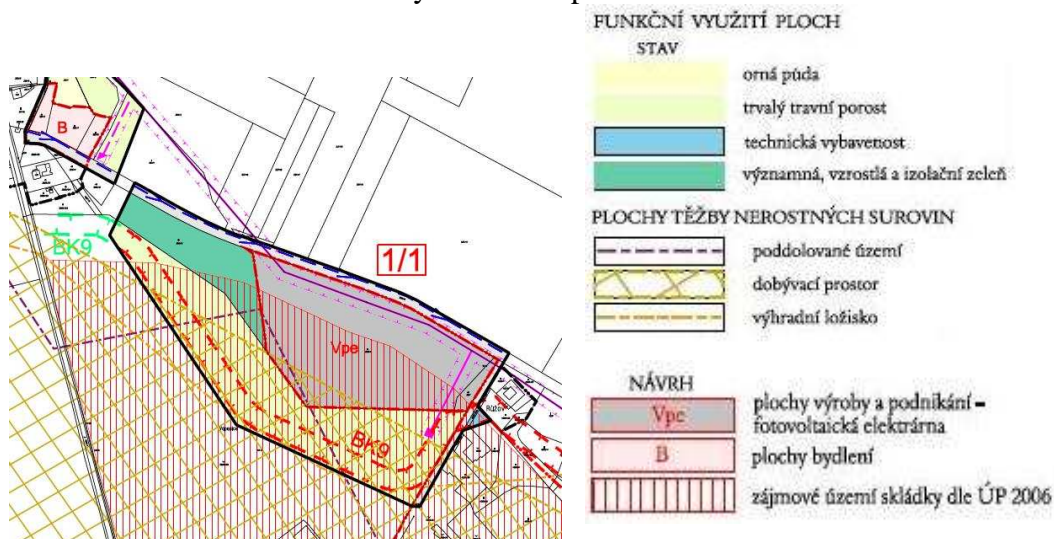 FUNKČNÍ VYUŽITÍ PLOCH
STAV
orná půda
trvalý travní porost
technická vybavenost
významná, vzrostlá a izolační zeleň
PLOCHY TĚŽBY NEROSTNÝCH SUROVIN
poddolované území
dobývací prostor
výhradní ložisko
NÁVRH
Vpe
plochy výroby a podnikání –
fotovoltaická elektrárna
B
plochy bydlení
zájmové území skládky dle ÚP 2006
B
BK9
1/1
Vpe
BK9